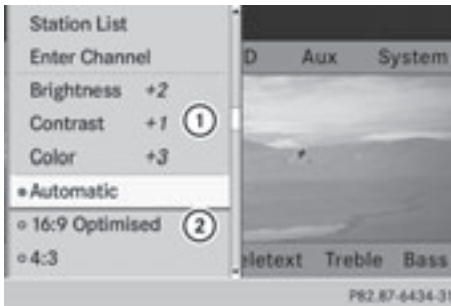 Station List
Enter Channel
D Aux System
Brightness +2
Contrast +1 1
Color +3
Automatic
16:9 Optimised 2
4:3
eletext Treble Bass
P82.87-6434-31